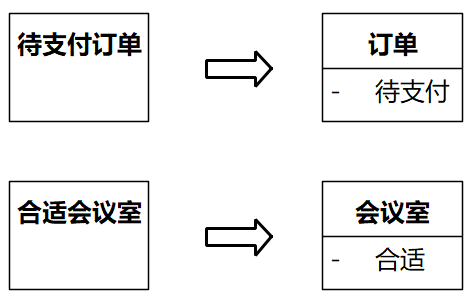 待支付订单
订单
- 待支付
合适会议室
会议室
- 合适